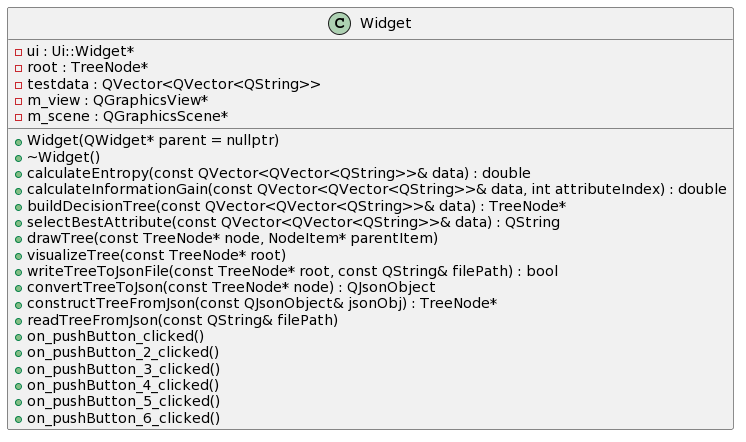 C Widget
ui : Ui::Widget*
root : TreeNode*
testdata : QVector<QVector<QString>>
m_view : QGraphicsView*
m_scene : QGraphicsScene*
Widget(QWidget* parent = nullptr)
~Widget()
calculateEntropy(const QVector<QVector<QString>>& data) : double
calculateInformationGain(const QVector<QVector<QString>>& data, int attributeIndex) : double
buildDecisionTree(const QVector<QVector<QString>>& data) : TreeNode*
selectBestAttribute(const QVector<QVector<QString>>& data) : QString
drawTree(const TreeNode* node, NodeItem* parentItem)
visualizeTree(const TreeNode* root)
writeTreeToJsonFile(const TreeNode* root, const QString& filePath) : bool
convertTreeToJson(const TreeNode* node) : QJsonObject
constructTreeFromJson(const QJsonObject& jsonObj) : TreeNode*
readTreeFromJson(const QString& filePath)
on_pushButton_clicked()
on_pushButton_2_clicked()
on_pushButton_3_clicked()
on_pushButton_4_clicked()
on_pushButton_5_clicked()
on_pushButton_6_clicked()